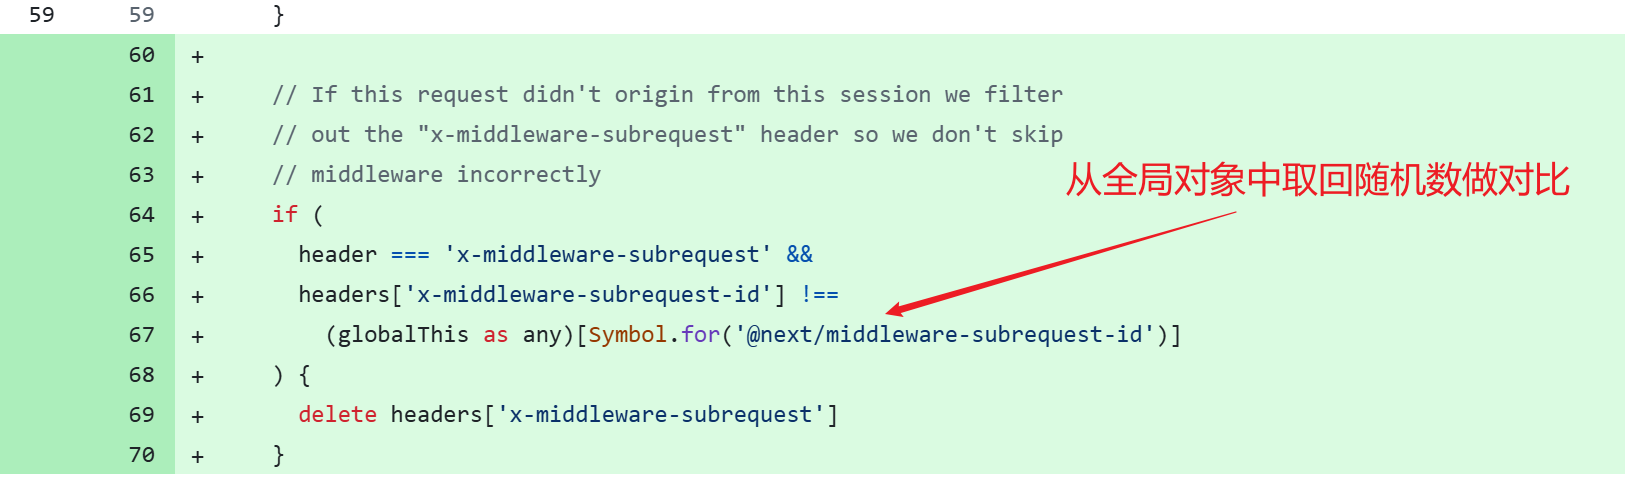 59 59 }
60 +
61 + // If this request didn't origin from this session we filter
62 + // out the "x-middleware-subrequest" header so we don't skip
63 + // middleware incorrectly
从全局对象中取回随机数做对比
64 + if (
65 + header === 'x-middleware-subrequest' &&
66 + headers['x-middleware-subrequest-id'] !==
67 + (globalThis as any)[Symbol.for('@next/middleware-subrequest-id')]
68 + ) {
69 + delete headers['x-middleware-subrequest']
70 + }